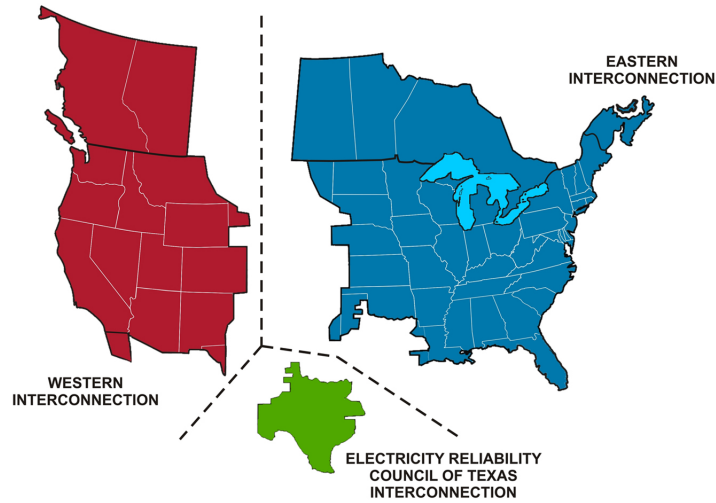 EASTERN
INTERCONNECTION
WESTERN
INTERCONNECTION
ELECTRICITY RELIABILITY
COUNCIL OF TEXAS
INTERCONNECTION